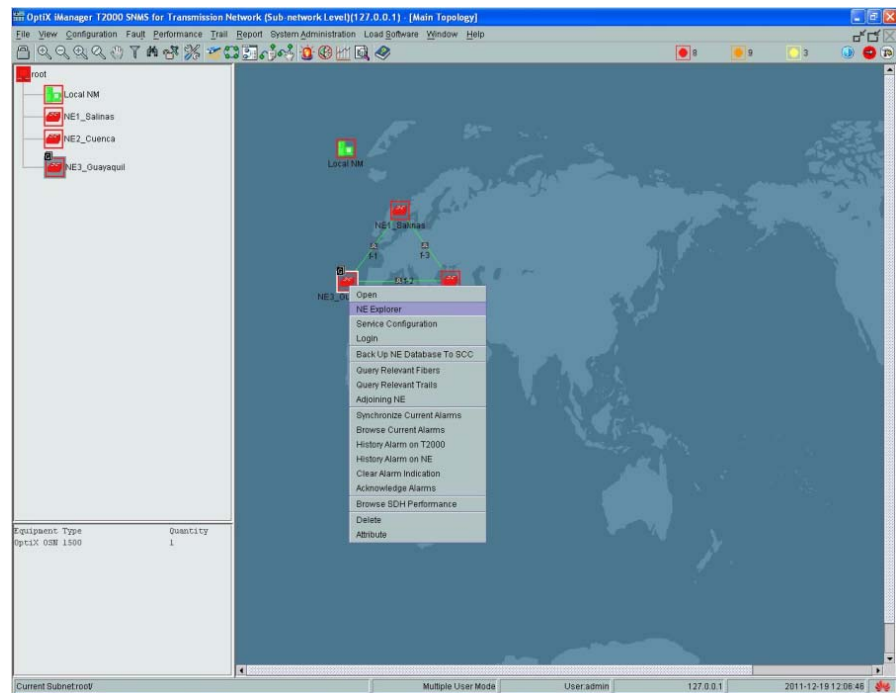 OptiX iManager T2000 SNMS for Transmission Network (Sub-network Level)(127.0.0.1) - [Main Topology]
File View Configuration Fault Performance Trail Report System Administration Load Software Window Help
8 9 3
root
Local NM
NE1_Salinas
NE2_Cuenca
NE3_Guayaquil
Local NM
NE1_Salinas
f-1
f-3
f-2
Open
NE Explorer
Service Configuration
Login
Back Up NE Database To SCC
Query Relevant Fibers
Query Relevant Trails
Adjoining NE
Synchronize Current Alarms
Browse Current Alarms
History Alarm on T2000
History Alarm on NE
Clear Alarm Indication
Acknowledge Alarms
Browse SDH Performance
Delete
Attribute
Equipment Type Quantity
OptiX OSN 1500 1
Current Subnet:root/ Multiple User Mode User:admin 127.0.0.1 2011-12-19 12:06:46